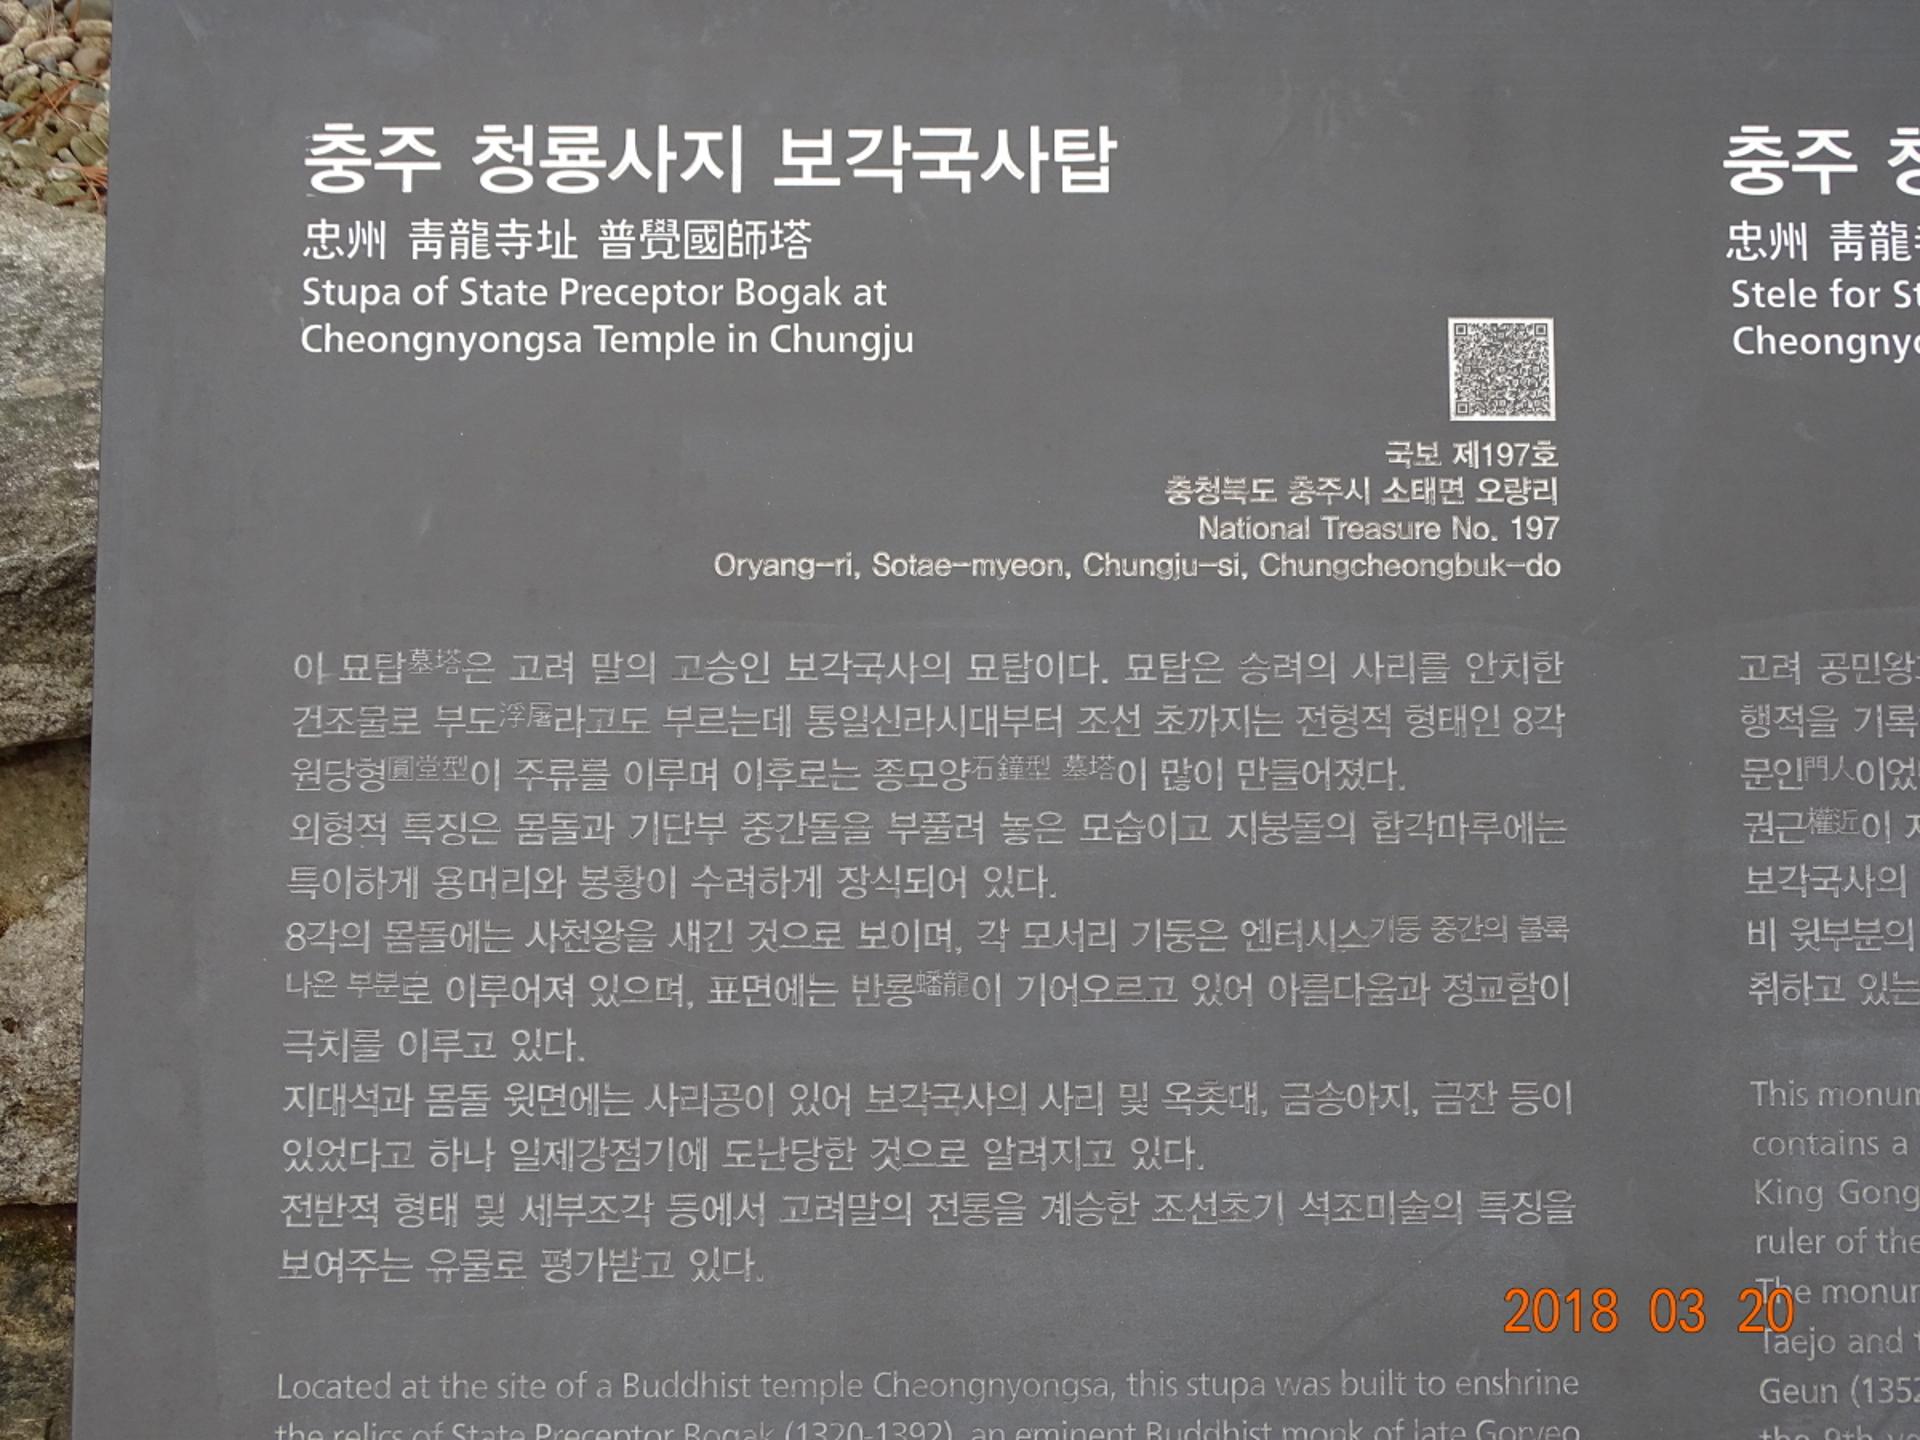 충주 청룡사지 보각국사탑
忠州 靑龍寺址 普覺國師塔
Stupa of State Preceptor Bogak at
Cheongnyongsa Temple in Chungju
국보 제197호
충청북도 충주시 소태면 오량리
National Treasure No. 197
Oryang-ri, Sotae-myeon, Chungju-si, Chungcheongbuk-do
이 묘탑墓塔은 고려 말의 고승인 보각국사의 묘탑이다. 묘탑은 승려의 사리를 안치한
건조물로 부도浮屠라고도 부르는데 통일신라시대부터 조선 초까지는 전형적 형태인 8각
원당형圓堂型이 주류를 이루며 이후로는 종모양石鐘型 墓塔이 많이 만들어졌다.
외형적 특징은 몸돌과 기단부 중간돌을 부풀려 놓은 모습이고 지붕돌의 합각마루에는
특이하게 용머리와 봉황이 수려하게 장식되어 있다.
8각의 몸돌에는 사천왕을 새긴 것으로 보이며, 각 모서리 기둥은 엔터시스기둥 중간의 불룩
나온 부분로 이루어져 있으며, 표면에는 반룡蟠龍이 기어오르고 있어 아름다움과 정교함이
극치를 이루고 있다.
지대석과 몸돌 윗면에는 사리공이 있어 보각국사의 사리 및 옥촛대, 금송아지, 금잔 등이
있었다고 하나 일제강점기에 도난당한 것으로 알려지고 있다.
전반적 형태 및 세부조각 등에서 고려말의 전통을 계승한 조선초기 석조미술의 특징을
보여주는 유물로 평가받고 있다.
Located at the site of a Buddhist temple Cheongnyongsa, this stupa was built to enshrine
the relics of State Preceptor Bogak (1320-1392), an eminent Buddhist monk of late Goryeo
충주
忠州 靑龍
Stele for
Cheongny
고려 공민왕
행적을 기록
문인門人이었
권근權近이
보각국사의
비 윗부분의
취하고 있는
This monum
contains a
King Gong
ruler of the
The monun
Taejo and
Geun (1352
the 9th
2018 03 20